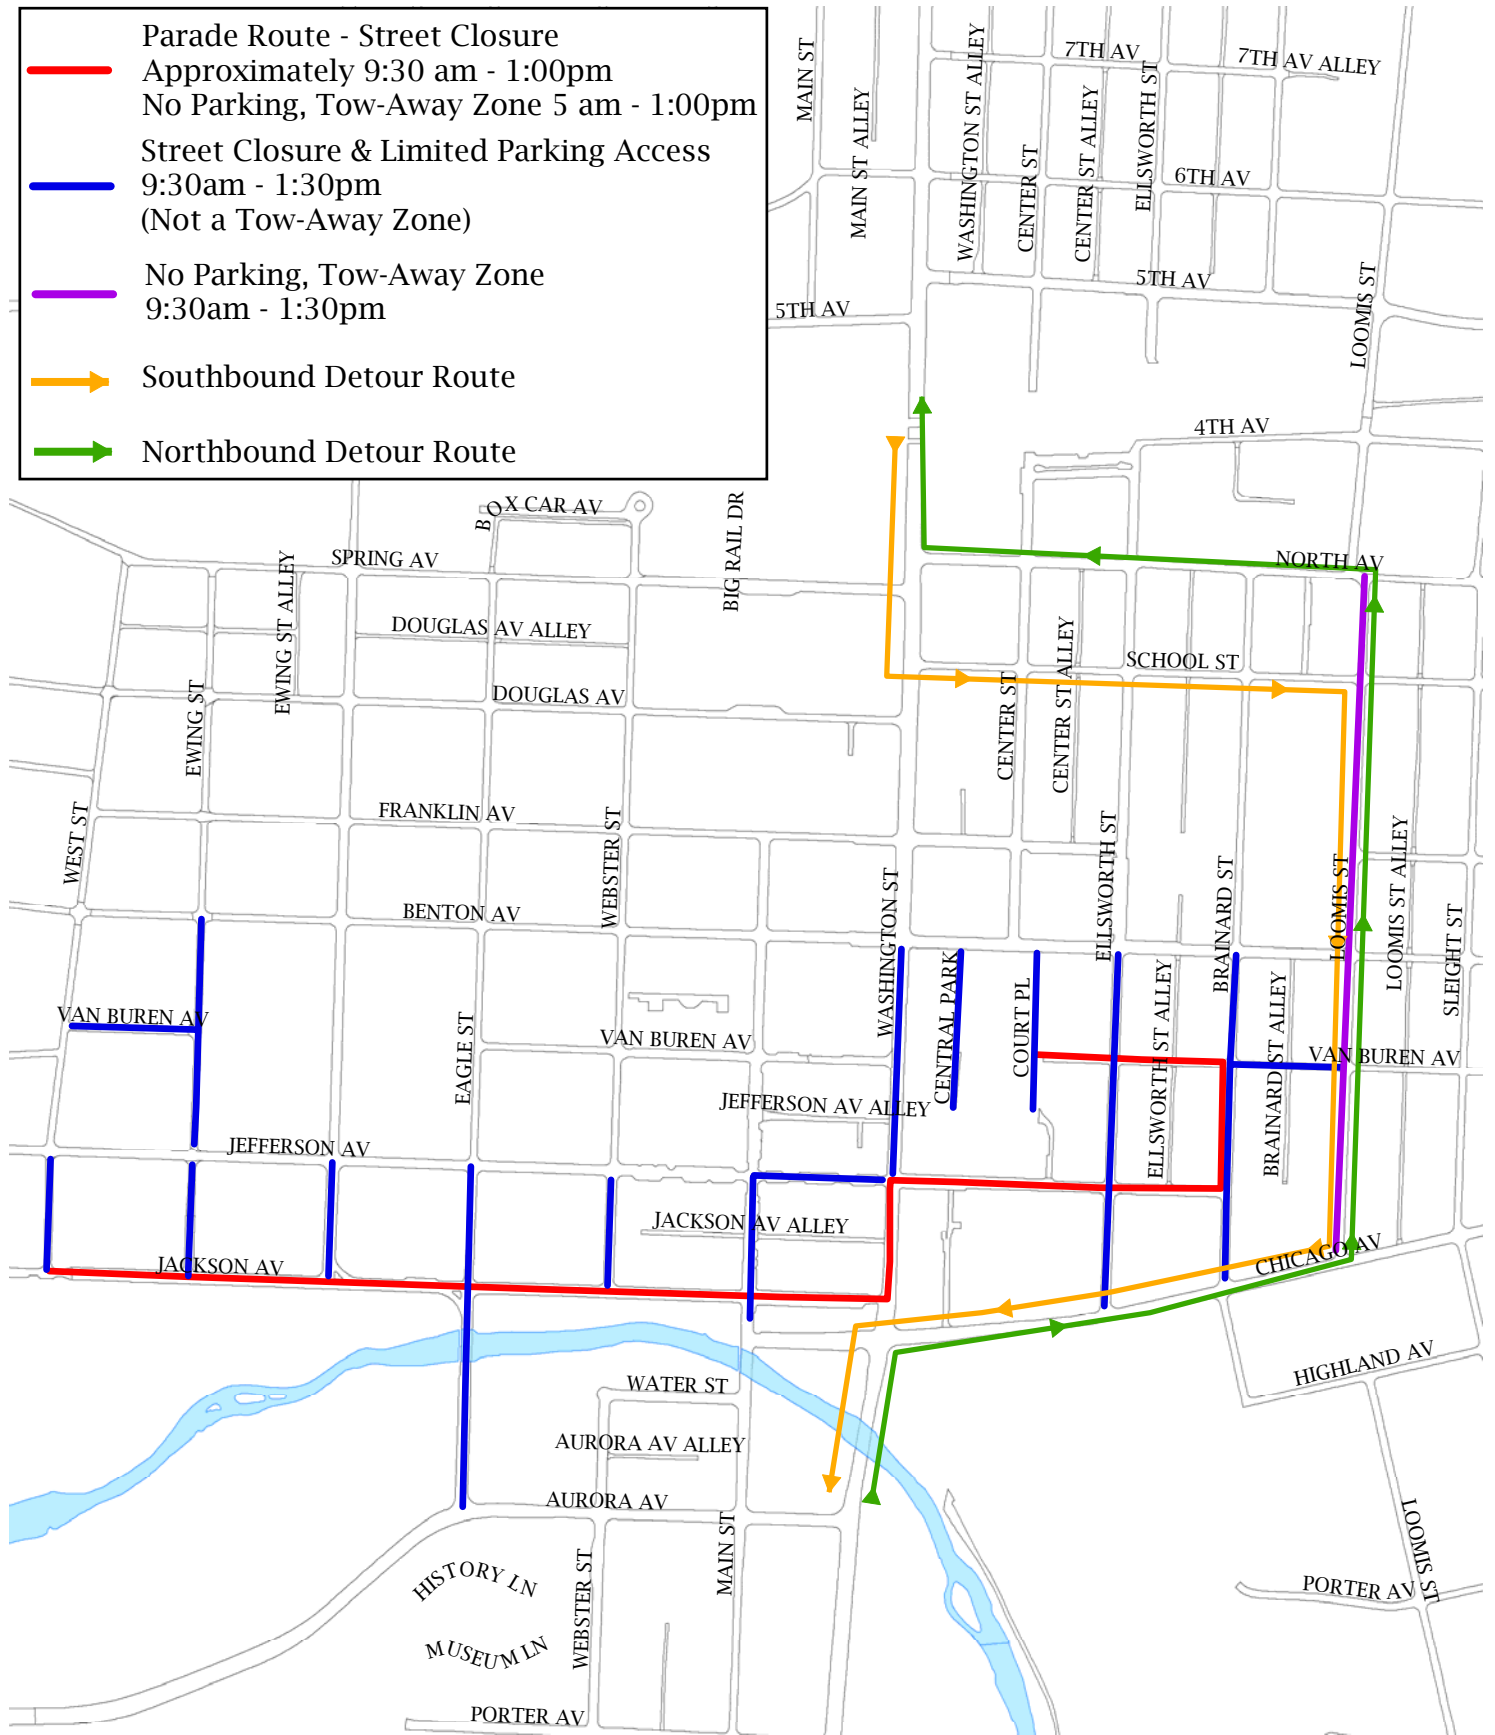 Parade Route - Street Closure
Approximately 9:30 am - 1:00pm
No Parking, Tow-Away Zone 5 am - 1:00pm
Street Closure & Limited Parking Access
9:30am - 1:30pm
(Not a Tow-Away Zone)
No Parking, Tow-Away Zone
9:30am - 1:30pm
Southbound Detour Route
Northbound Detour Route
MAIN ST
MAIN ST ALLEY
WASHINGTON ST ALLEY
CENTER ST
CENTER ST ALLEY
ELLSWORTH ST
7TH AV
7TH AV ALLEY
6TH AV
5TH AV
5TH AV
LOOMIS ST
4TH AV
BOX CAR AV
BIG RAIL DR
SPRING AV
NORTH AV
EWING ST ALLEY
DOUGLAS AV ALLEY
SCHOOL ST
DOUGLAS AV
EWING ST
CENTER ST
CENTER ST ALLEY
WEST ST
FRANKLIN AV
WEBSTER ST
ELLSWORTH ST
BRAINARD ST
LOOMIS ST
LOOMIS ST ALLEY
SLEIGHT ST
BENTON AV
WASHINGTON ST
CENTRAL PARK
COURT PL
ELLSWORTH ST ALLEY
BRAINARD ST ALLEY
VAN BUREN AV
EAGLE ST
VAN BUREN AV
VAN BUREN AV
JEFFERSON AV ALLEY
JEFFERSON AV
JACKSON AV ALLEY
JACKSON AV
CHICAGO AV
HIGHLAND AV
WATER ST
AURORA AV ALLEY
AURORA AV
MAIN ST
WEBSTER ST
HISTORY LN
MUSEUM LN
LOOMIS ST
PORTER AV
PORTER AV